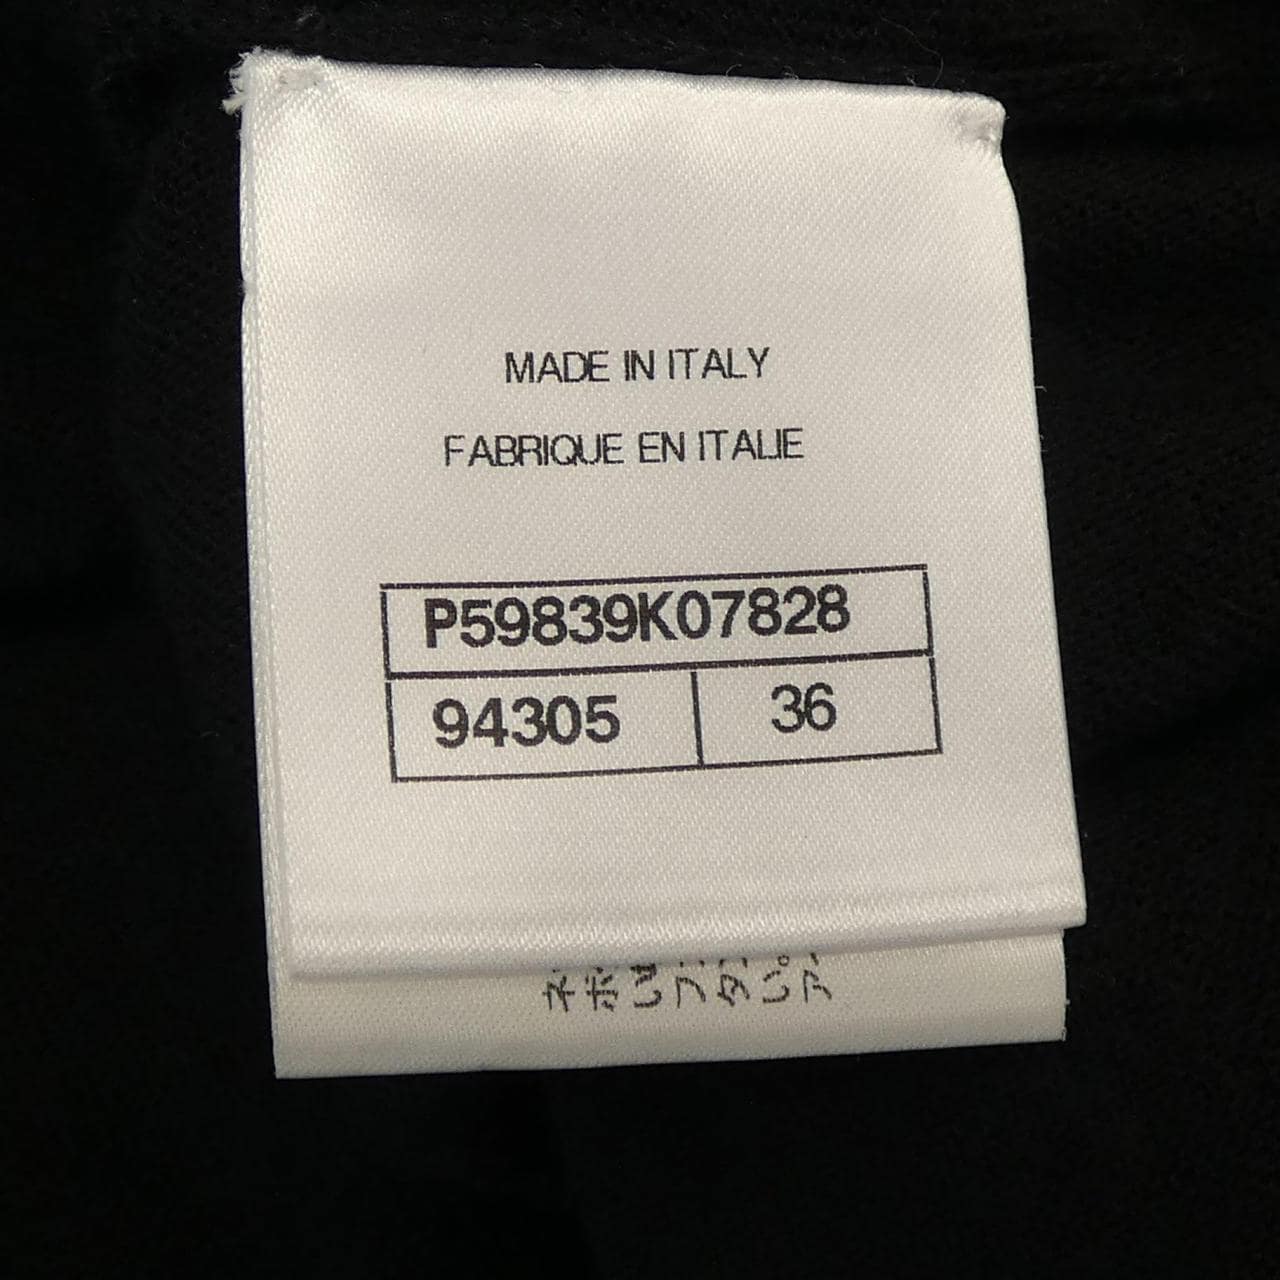 MADE IN ITALY
FABRIQUE EN ITALIE
P59839K07828
94305 36